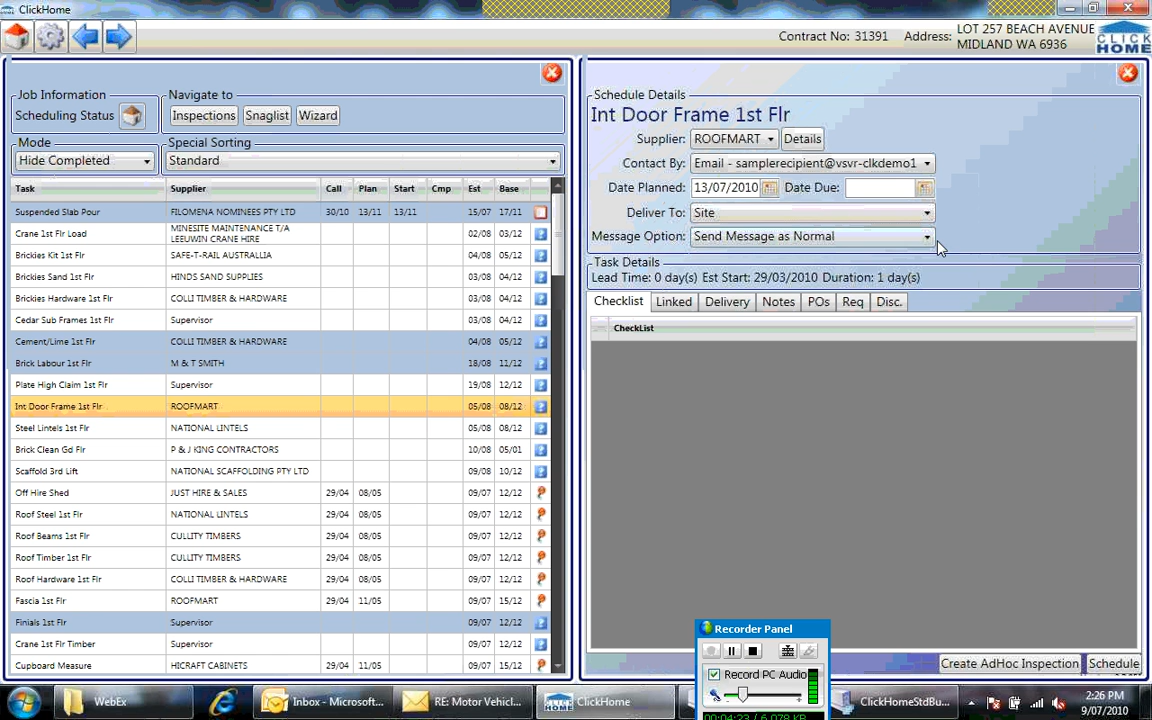 ClickHome
Contract No: 31391 Address: LOT 257 BEACH AVENUE
MIDLAND WA 6936
CLICK
HOME
Job Information
Scheduling Status
Navigate to
Inspections Snaglist Wizard
Mode
Hide Completed
Special Sorting
Standard
Task Supplier Call Plan Start Cmp Est Base
Suspended Slab Pour FILOMENA NOMINEES PTY LTD 30/10 13/11 13/11 15/07 17/11
Crane 1st Flr Load MINESITE MAINTENANCE T/A LEEUWIN CRANE HIRE 02/08 03/12
Brickies Kit 1st Flr SAFE-T-RAIL AUSTRALLIA 04/08 05/12
Brickies Sand 1st Flr HINDS SAND SUPPLIES 03/08 04/12
Brickies Hardware 1st Flr COLLI TIMBER & HARDWARE 03/08 04/12
Cedar Sub Frames 1st Flr Supervisor 03/08 04/12
Cement/Lime 1st Flr COLLI TIMBER & HARDWARE 04/08 05/12
Brick Labour 1st Flr M & T SMITH 18/08 11/12
Plate High Claim 1st Flr Supervisor 19/08 12/12
Int Door Frame 1st Flr ROOFMART 05/08 08/12
Steel Lintels 1st Flr NATIONAL LINTELS 05/08 08/12
Brick Clean Gd Flr P & J KING CONTRACTORS 10/08 05/01
Scaffold 3rd Lift NATIONAL SCAFFOLDING PTY LTD 09/08 10/12
Off Hire Shed JUST HIRE & SALES 29/04 08/05 09/07 12/12
Roof Steel 1st Flr NATIONAL LINTELS 29/04 08/05 09/07 12/12
Roof Beams 1st Flr CULLITY TIMBERS 29/04 08/05 09/07 12/12
Roof Timber 1st Flr CULLITY TIMBERS 29/04 08/05 09/07 12/12
Roof Hardware 1st Flr COLLI TIMBER & HARDWARE 29/04 08/05 09/07 12/12
Fascia 1st Flr ROOFMART 29/04 11/05 09/07 15/12
Finials 1st Flr Supervisor 09/07 12/12
Crane 1st Flr Timber Supervisor 09/07 12/12
Cupboard Measure HICRAFT CABINETS 29/04 11/05 09/07 15/12
Schedule Details
Int Door Frame 1st Flr
Supplier: ROOFMART Details
Contact By: Email - samplerecipient@vsvr-clkdemo1
Date Planned: 13/07/2010 Date Due:
Deliver To: Site
Message Option: Send Message as Normal
Task Details
Lead Time: 0 day(s) Est Start: 29/03/2010 Duration: 1 day(s)
Checklist Linked Delivery Notes POs Req Disc.
CheckList
Create AdHoc Inspection Schedule
Recorder Panel
Record PC Audio
00:04:23 / 6,078 KB
WebEx
Inbox - Microsoft...
RE: Motor Vehicl...
ClickHome
ClickHomeStdBu...
2:26 PM
9/07/2010